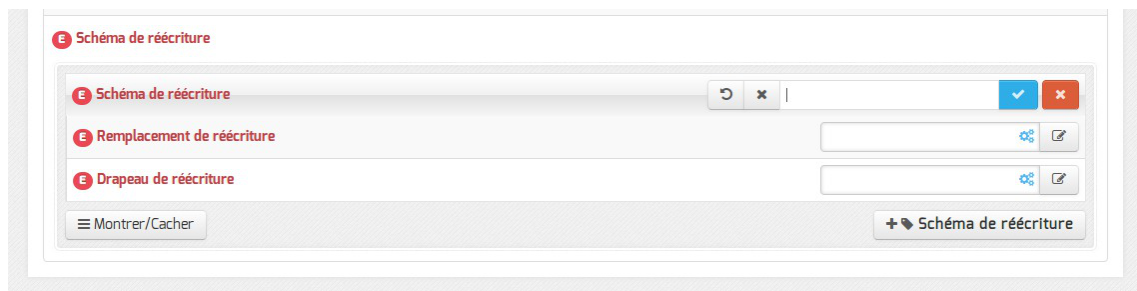 E Schéma de réécriture
E Schéma de réécriture
E Remplacement de réécriture
E Drapeau de réécriture
Montrer/Cacher
Schéma de réécriture